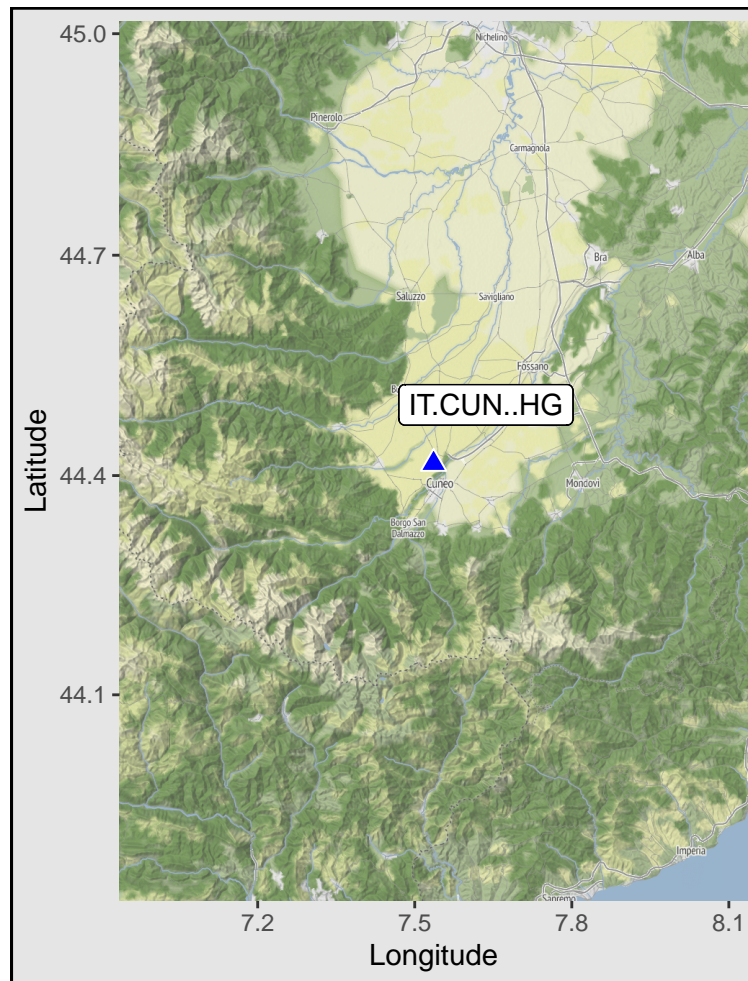 45.0
Nichelino
Pinerolo
Carmagnola
44.7
Bra
Alba
Saluzzo
Savigliano
Fossano
IT.CUN..HG
Latitude
44.4
Cuneo
Mondovì
Borgo San
Dalmazzo
44.1
Imperia
Sanremo
7.2
7.5
7.8
8.1
Longitude